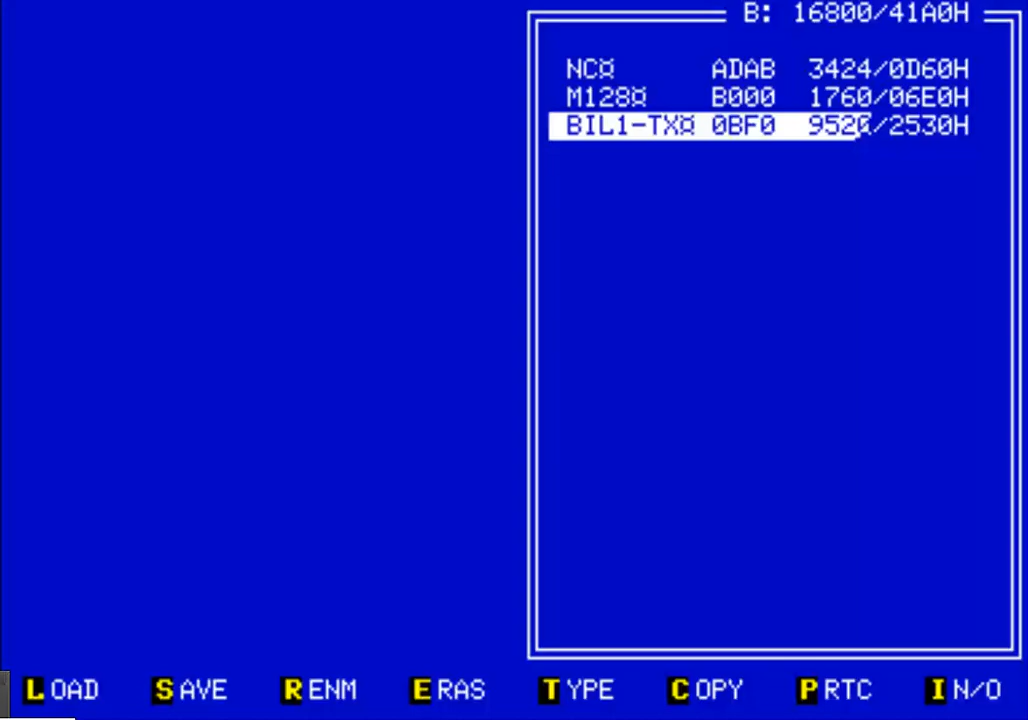 B: 16800/41A0H
NC¤ ADAB 3424/0D60H
M128¤ B000 1760/06E0H
BIL1-TX¤ 0BF0 9520/2530H
LOAD SAVE RENM ERAS TYPE COPY PRTC IN/O